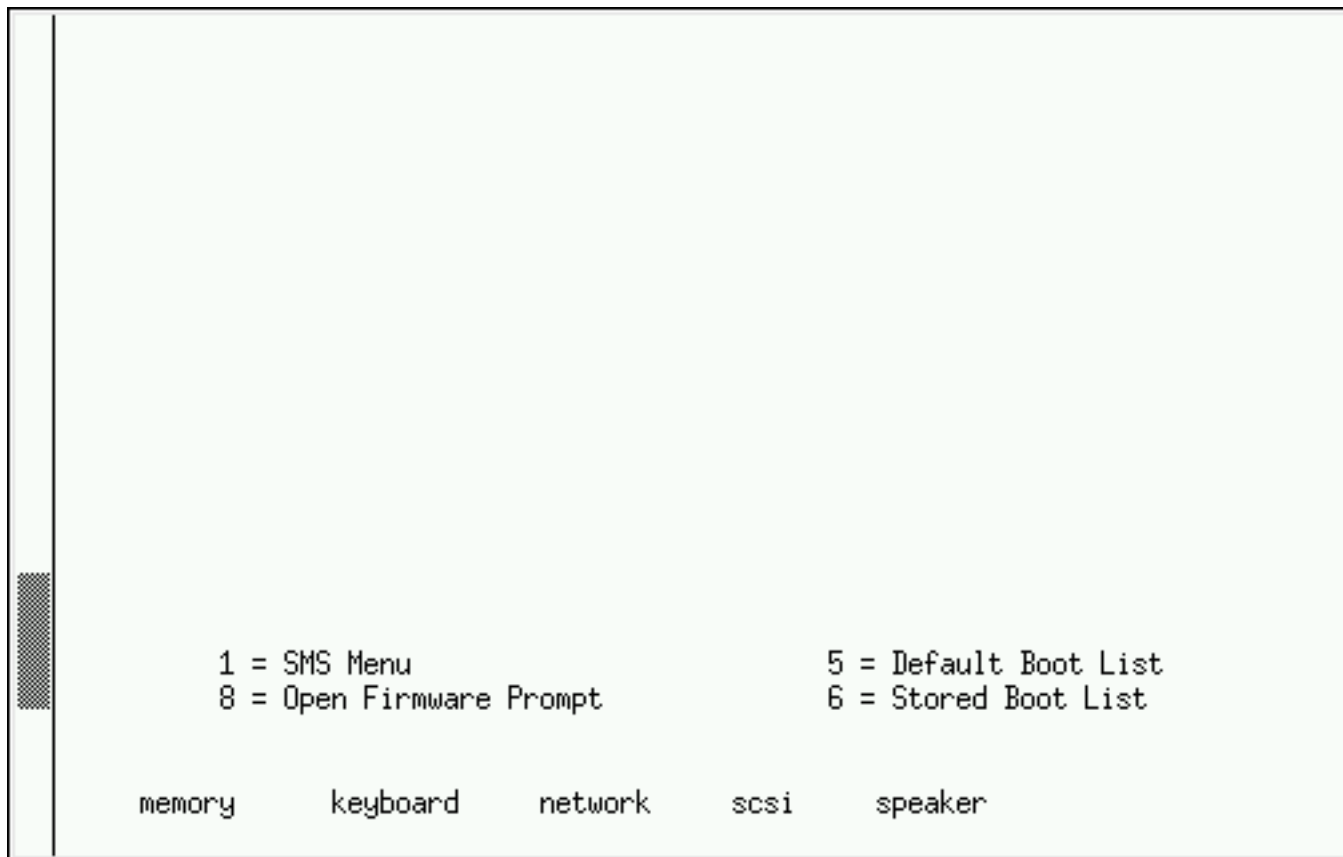 1 = SMS Menu 5 = Default Boot List
8 = Open Firmware Prompt 6 = Stored Boot List
memory keyboard network scsi speaker